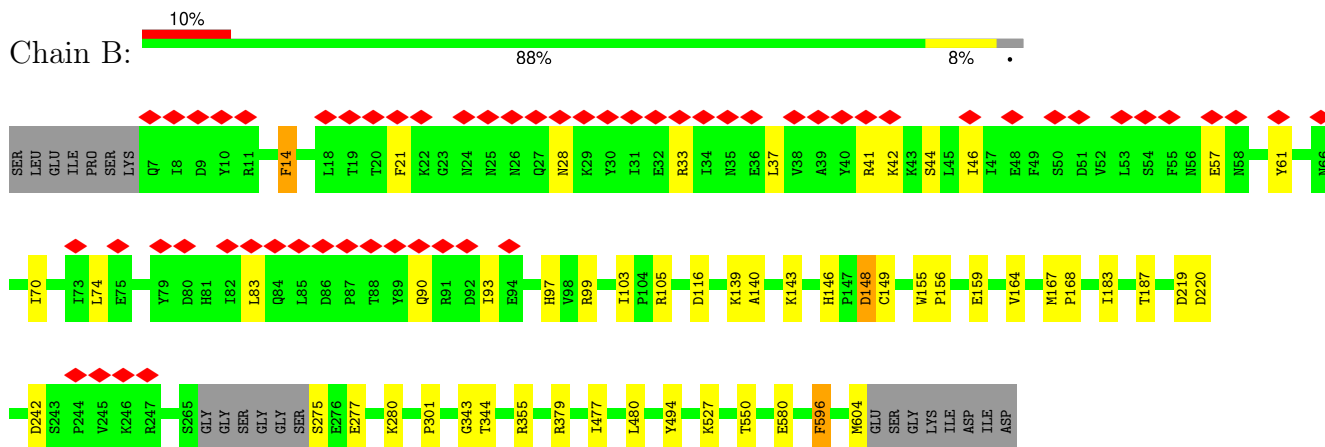 10%
Chain B:
88% 8% •
SER LEU GLU ILE PRO SER LYS Q7 I8 D9 Y10 R11 F14 L18 T19 T20 F21 K22 G23 N24 N25 N26 Q27 N28 K29 Y30 I31 E32 R33 I34 N35 E36 L37 V38 A39 Y40 R41 K42 K43 S44 L45 I46 I47 E48 F49 S50 D51 V52 L53 S54 F55 N56 E57 N58 Y61 N66
I70 I73 L74 E75 Y79 D80 H81 I82 L83 Q84 L85 D86 P87 T88 Y89 Q90 R91 D92 I93 E94 H97 V98 R99 I103 P104 R105 D116 K139 A140 K143 H146 P147 D148 C149 W155 P156 E159 V164 M167 P168 I183 T187 D219 D220
D242 S243 P244 V245 K246 R247 S265 GLY GLY SER GLY GLY SER S275 E276 E277 K280 P301 G343 T344 R355 R379 I477 L480 Y494 K527 T550 E580 F596 M604 GLU SER GLY LYS ILE ASP ILE ASP